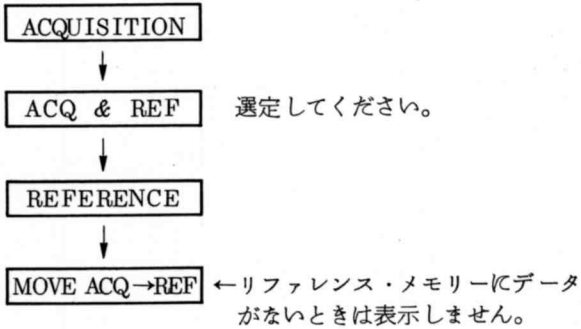 ACQUISITION
↓
ACQ & REF 選定してください。
↓
REFERENCE
↓
MOVE ACQ→REF ←リファレンス・メモリーにデータ
がないときは表示しません。